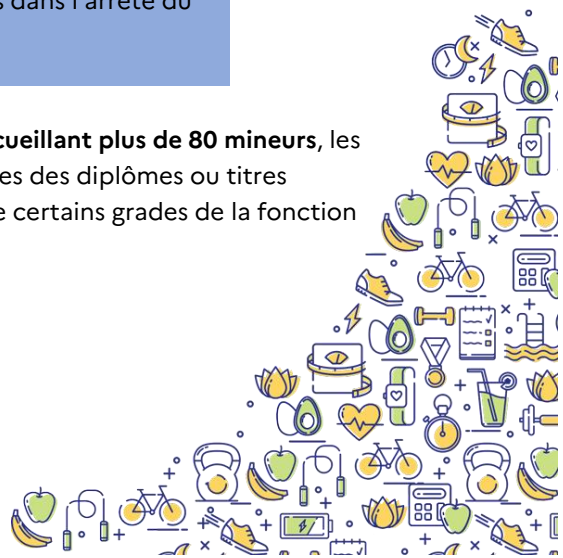 s dans l'arrêté du
cueillant plus de 80 mineurs, les
es des diplômes ou titres
e certains grades de la fonction